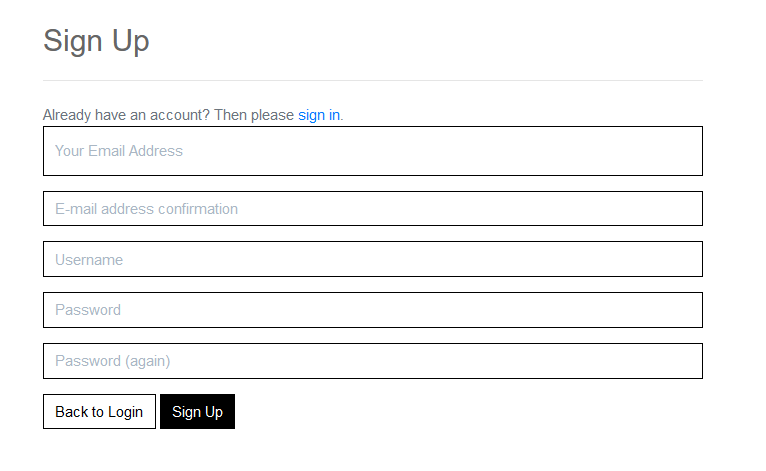 Sign Up
Already have an account? Then please sign in.
Your Email Address
E-mail address confirmation
Username
Password
Password (again)
Back to Login Sign Up